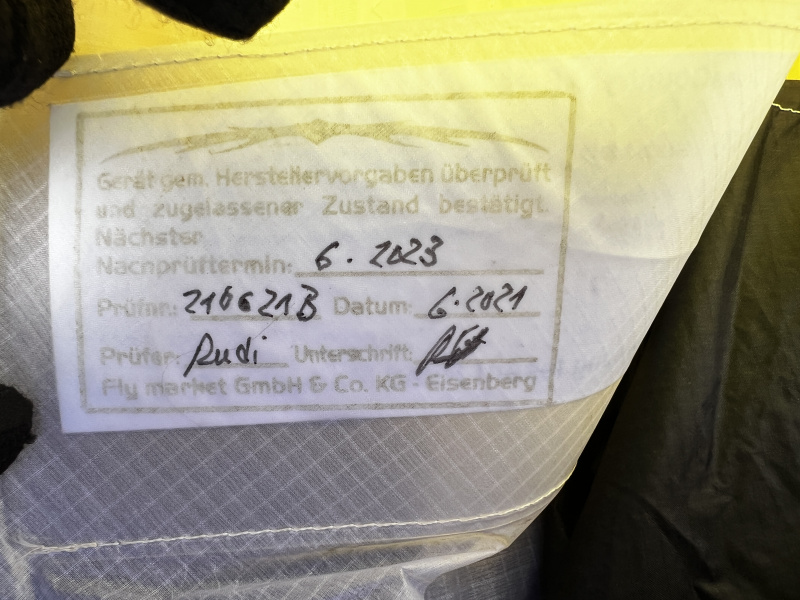 Gerät gem. Herstellervorgaben überprüft
und zugelassener Zustand bestätigt.
Nächster
Nachprüftermin: 6. 2023
Prüfnr.: 210621B Datum: 6.2021
Prüfer: Rudi Unterschrift:
Fly market GmbH & Co. KG - Eisenberg